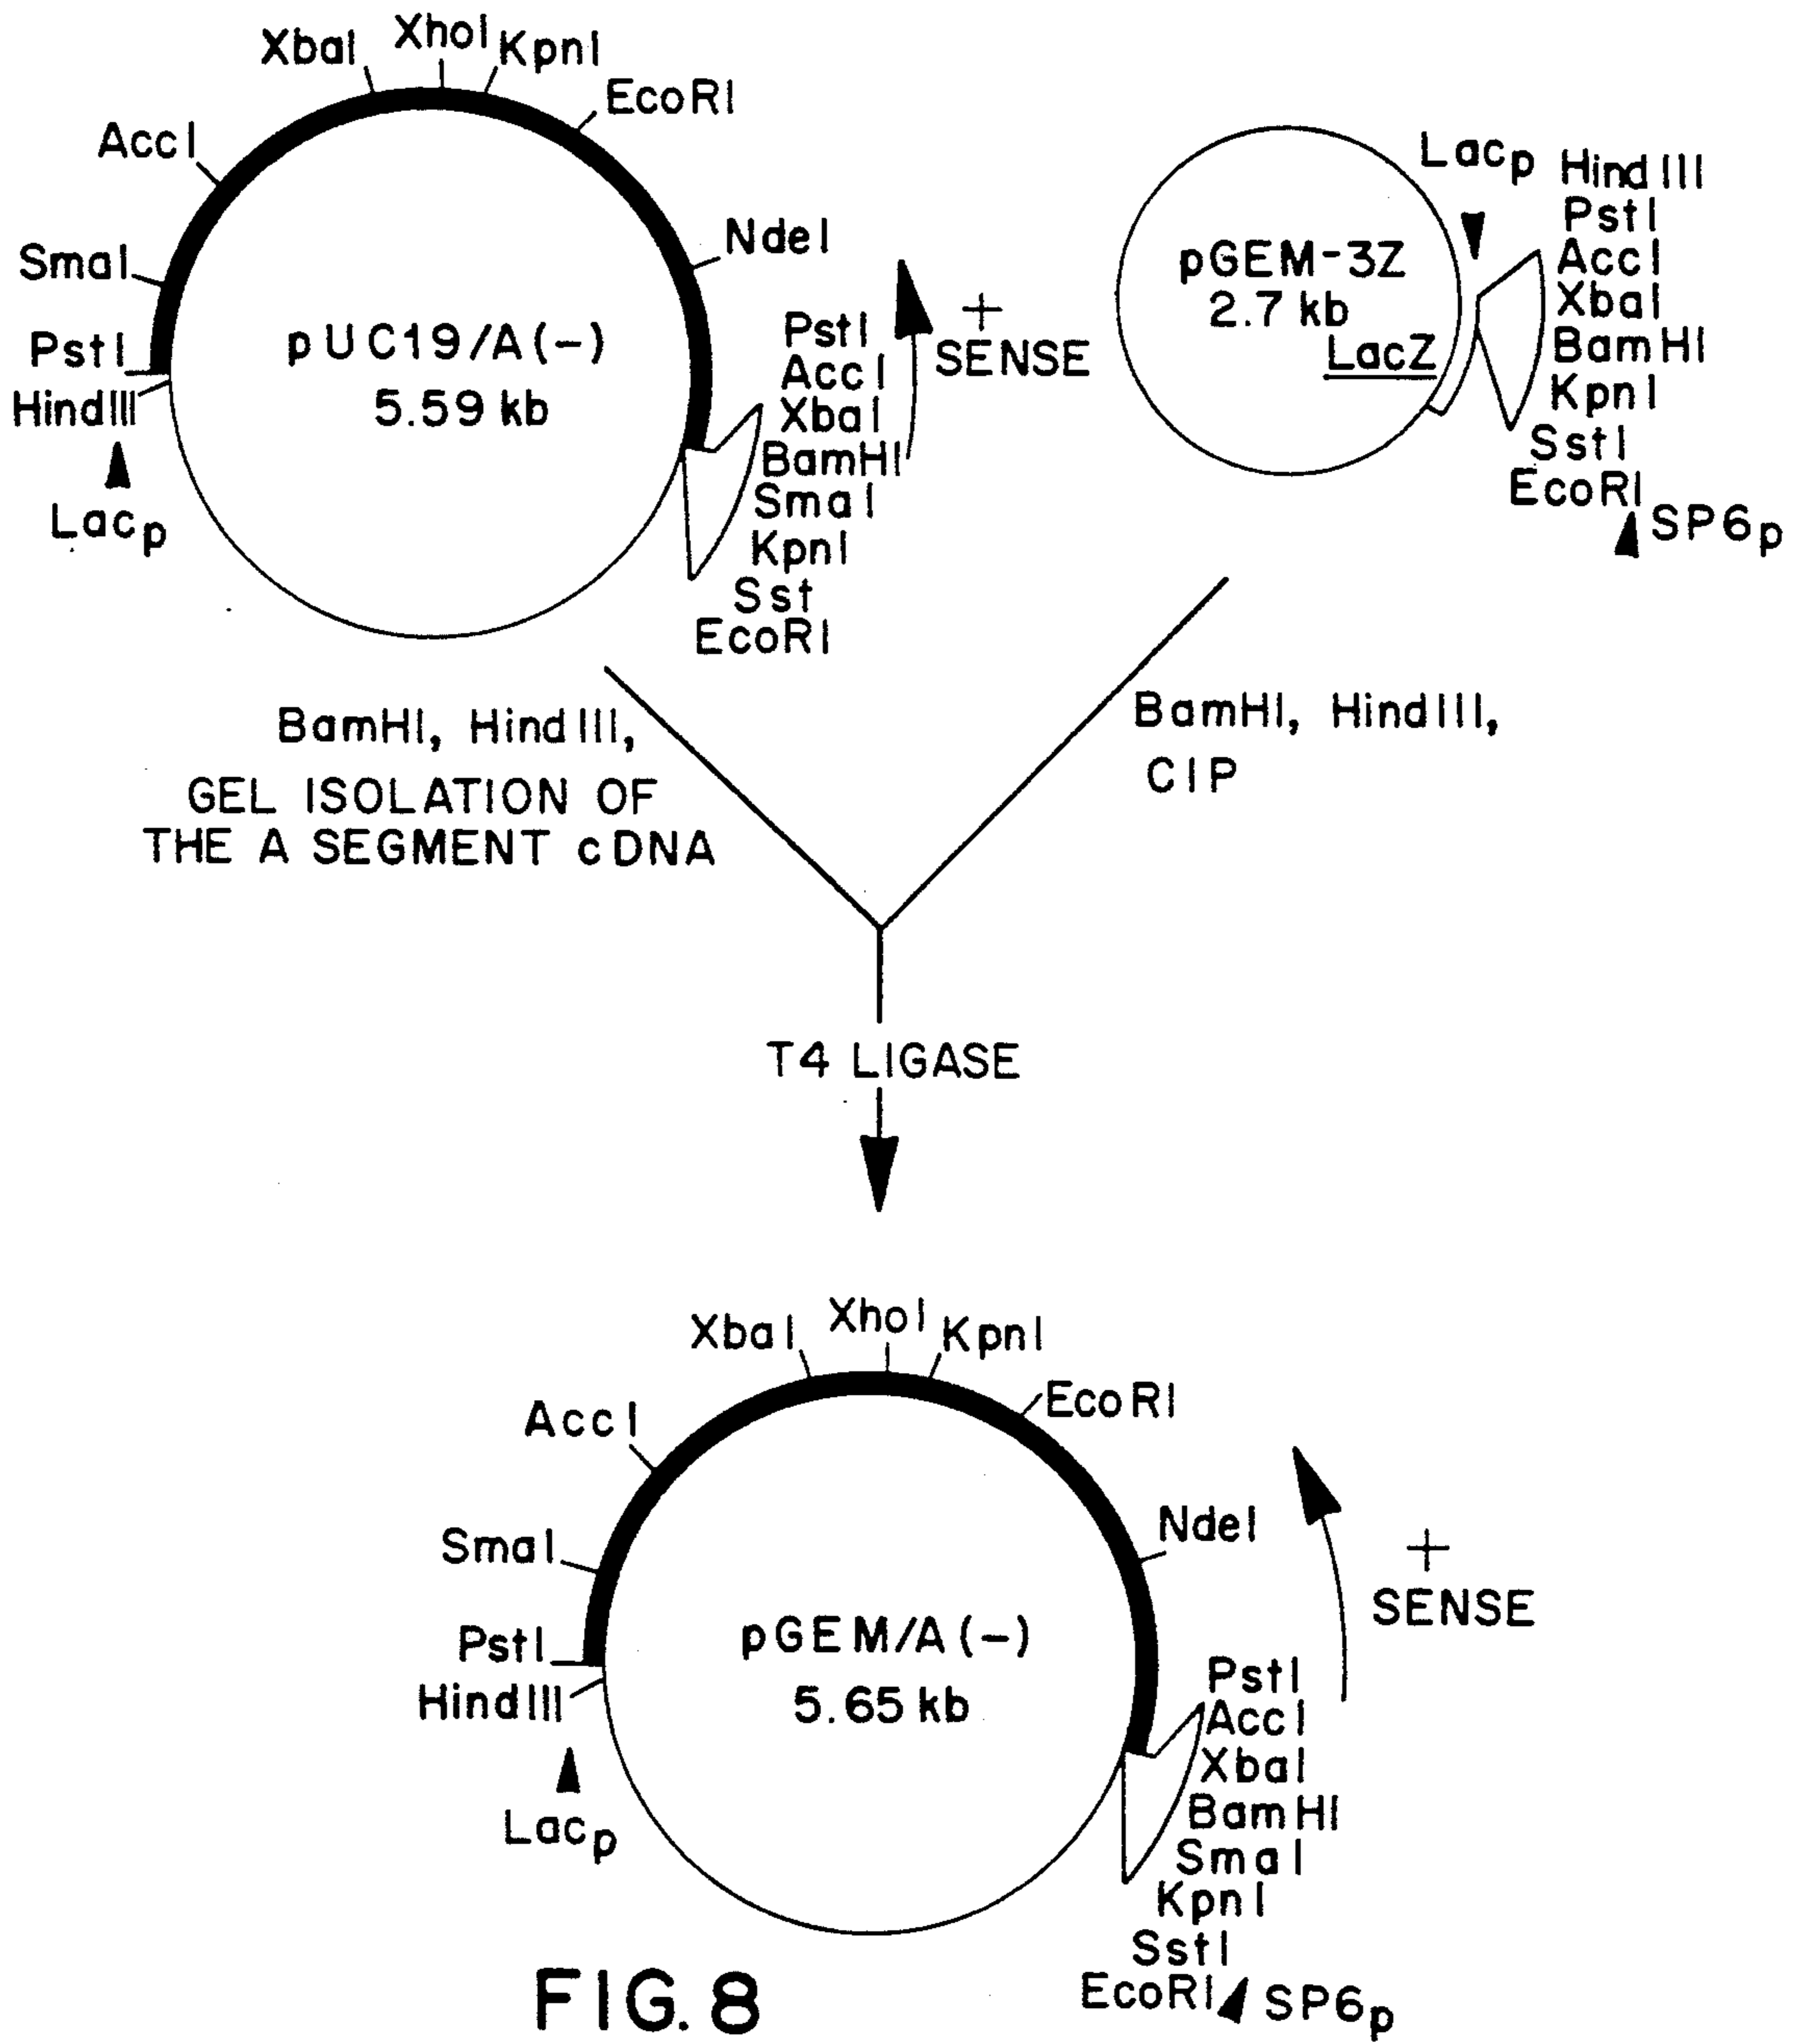 XbaI
XhoI
KpnI
EcoRI
AccI
NdeI
SmaI
PstI
HindIII
Lacp
pUC19/A(-)
5.59 kb
PstI
AccI
XbaI
BamHI
SmaI
KpnI
Sst
EcoRI
+
SENSE
pGEM-3Z
2.7 kb
LacZ
Lacp
HindIII
PstI
AccI
XbaI
BamHI
KpnI
SstI
EcoRI
SP6p
BamHI, HindIII,
GEL ISOLATION OF
THE A SEGMENT cDNA
BamHI, HindIII,
CIP
T4 LIGASE
XbaI
XhoI
KpnI
EcoRI
AccI
NdeI
SmaI
PstI
HindIII
Lacp
pGEM/A(-)
5.65 kb
+
SENSE
PstI
AccI
XbaI
BamHI
SmaI
KpnI
SstI
EcoRI
SP6p
FIG. 8